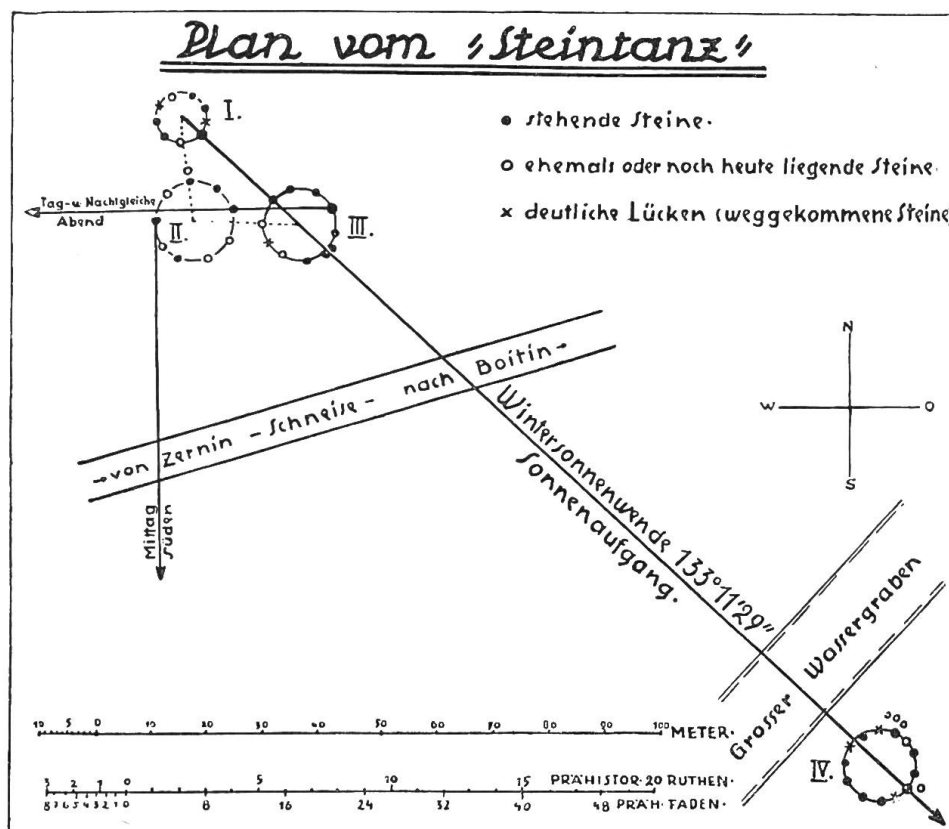 Plan vom "Steintanz"
I.
• stehende Steine.
o ehemals oder noch heute liegende Steine.
× deutliche Lücken (weggekommene Steine
Tag-u. Nachtgleiche
Abend
II.
III.
N
W
O
S
→ von Zernin - Schneise - nach Boitin →
Mittag
Süden
Wintersonnenwende 133°11'29"
Sonnenaufgang.
Grosser Wassergraben
IV.
10 5 0 10 20 30 40 50 60 70 80 90 100 METER.
3 2 1 0 5 10 15 PRÄHISTOR. 20 RUTHEN.
8 7 6 5 4 3 2 1 0 8 16 24 32 40 48 PRÄH. FADEN.